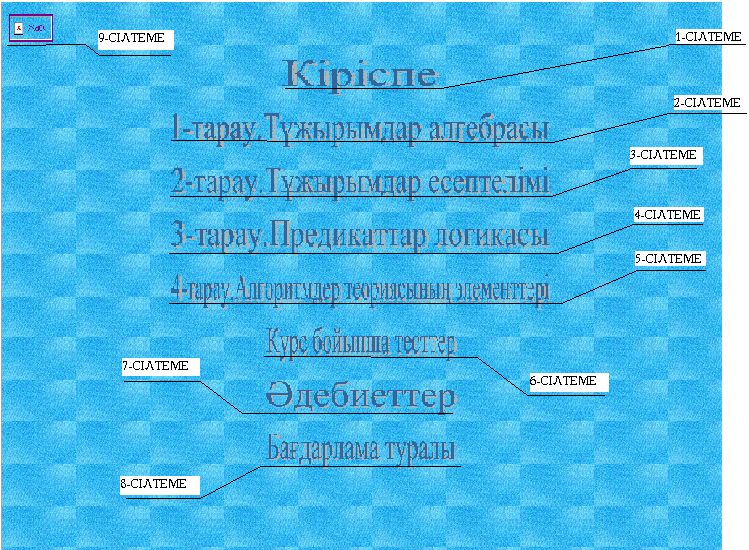 9-СІЛТЕМЕ
1-СІЛТЕМЕ
Кіріспе
2-СІЛТЕМЕ
1-тарау.Тұжырымдар алгебрасы
3-СІЛТЕМЕ
2-тарау.Тұжырымдар есептелімі
4-СІЛТЕМЕ
3-тарау.Предикаттар логикасы
5-СІЛТЕМЕ
4-тарау.Алгоритмдер теориясының элементтері
Курс бойынша тесттер
7-СІЛТЕМЕ
6-СІЛТЕМЕ
Әдебиеттер
Бағдарлама туралы
8-СІЛТЕМЕ